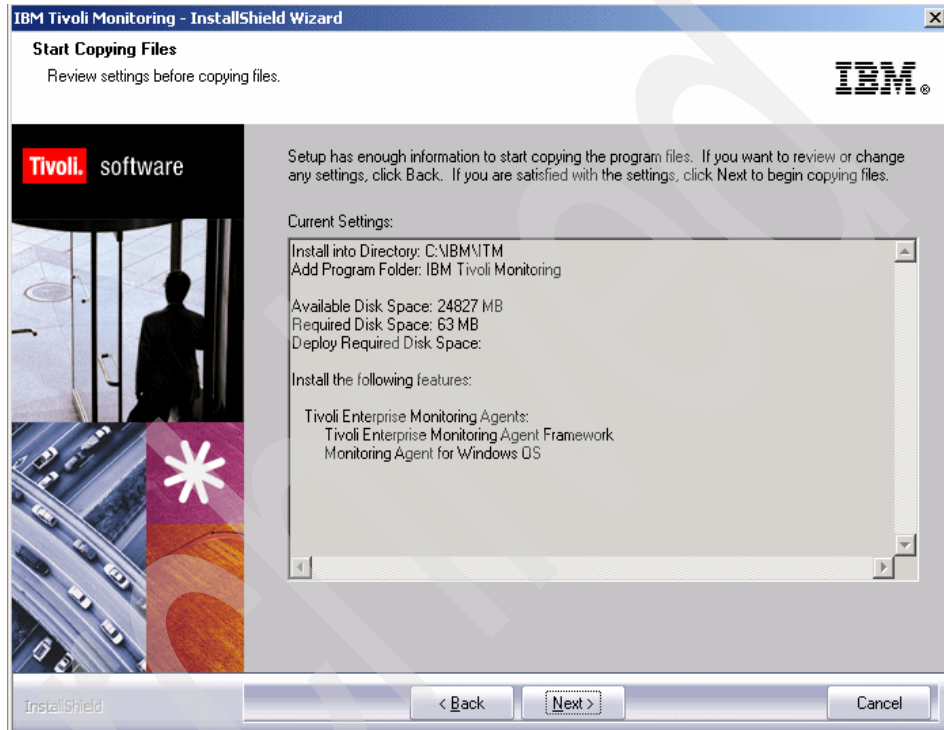 IBM Tivoli Monitoring - InstallShield Wizard
Start Copying Files
Review settings before copying files.
IBM®
Tivoli. software
Setup has enough information to start copying the program files. If you want to review or change
any settings, click Back. If you are satisfied with the settings, click Next to begin copying files.
Current Settings:
Install into Directory: C:\IBM\ITM
Add Program Folder: IBM Tivoli Monitoring
Available Disk Space: 24827 MB
Required Disk Space: 63 MB
Deploy Required Disk Space:
Install the following features:
Tivoli Enterprise Monitoring Agents:
Tivoli Enterprise Monitoring Agent Framework
Monitoring Agent for Windows OS
InstallShield
< Back
Next >
Cancel